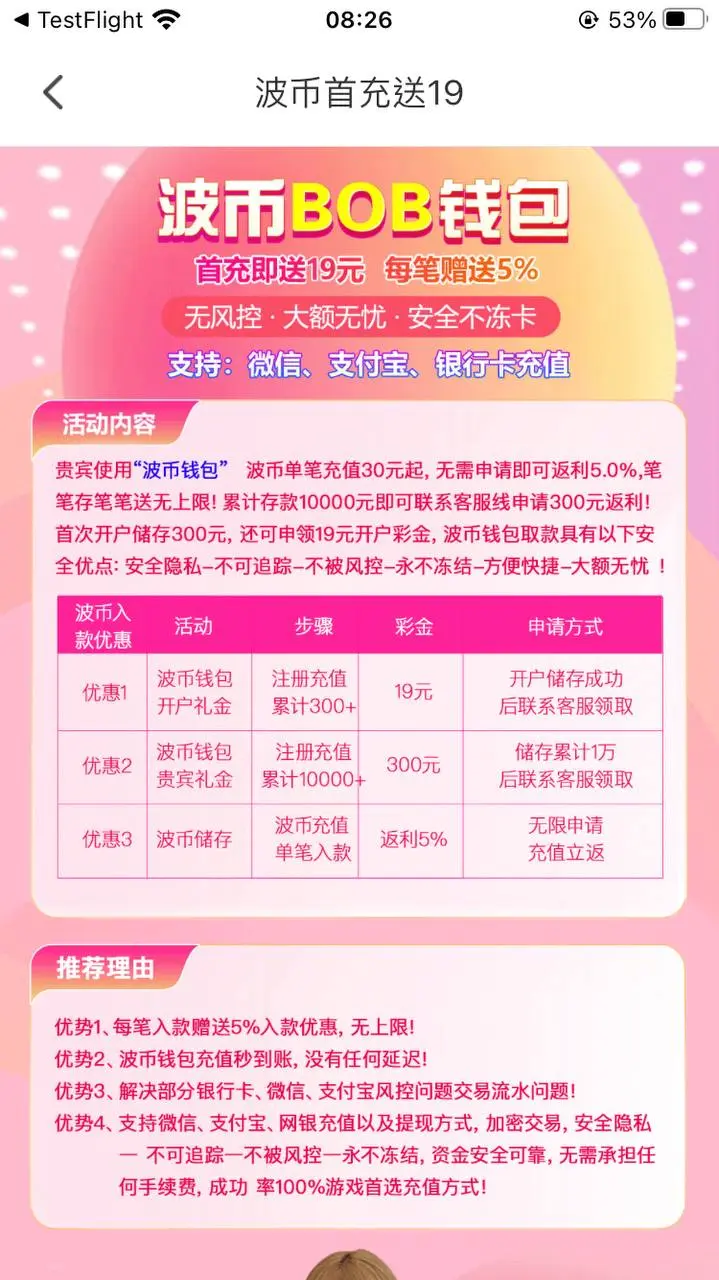 TestFlight 08:26 53%
波币首充送19
波币BOB钱包
首充即送19元 每笔赠送5%
无风控·大额无忧·安全不冻卡
支持：微信、支付宝、银行卡充值
活动内容
贵宾使用“波币钱包” 波币单笔充值30元起, 无需申请即可返利5.0%,笔
笔存笔笔送无上限! 累计存款10000元即可联系客服线申请300元返利!
首次开户储存300元, 还可申领19元开户彩金, 波币钱包取款具有以下安
全优点: 安全隐私–不可追踪–不被风控–永不冻结–方便快捷–大额无忧 !
波币入
款优惠
活动
步骤
彩金
申请方式
优惠1
波币钱包
开户礼金
注册充值
累计300+
19元
开户储存成功
后联系客服领取
优惠2
波币钱包
贵宾礼金
注册充值
累计10000+
300元
储存累计1万
后联系客服领取
优惠3
波币储存
波币充值
单笔入款
返利5%
无限申请
充值立返
推荐理由
优势1、每笔入款赠送5%入款优惠, 无上限!
优势2、波币钱包充值秒到账, 没有任何延迟!
优势3、解决部分银行卡、微信、支付宝风控问题交易流水问题!
优势4、支持微信、支付宝、网银充值以及提现方式, 加密交易, 安全隐私
— 不可追踪—不被风控—永不冻结, 资金安全可靠, 无需承担任
何手续费, 成功 率100%游戏首选充值方式!